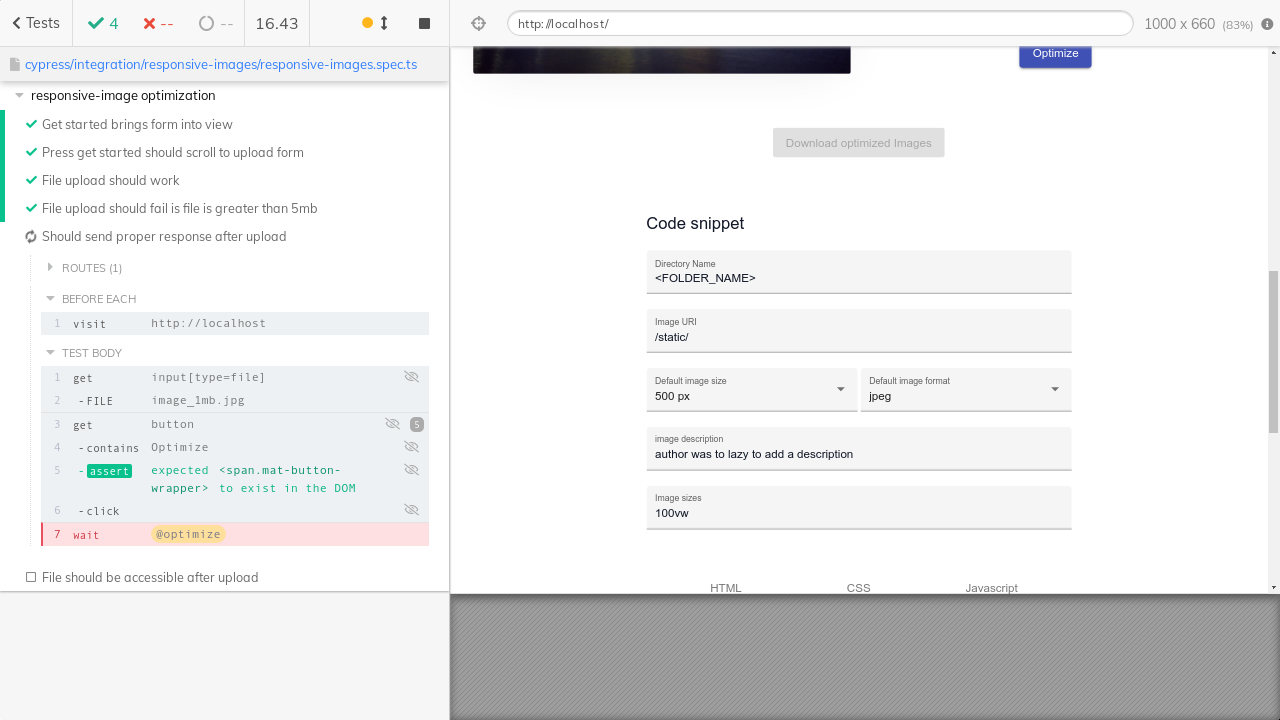 Tests
4
--
--
16.43
http://localhost/
1000 x 660 (83%)
cypress/integration/responsive-images/responsive-images.spec.ts
responsive-image optimization
Get started brings form into view
Press get started should scroll to upload form
File upload should work
File upload should fail is file is greater than 5mb
Should send proper response after upload
ROUTES (1)
BEFORE EACH
1 visit http://localhost
TEST BODY
1 get input[type=file]
2 -FILE image_1mb.jpg
3 get button 5
4 -contains Optimize
5 -assert expected <span.mat-button-
wrapper> to exist in the DOM
6 -click
7 wait @optimize
File should be accessible after upload
Optimize
Download optimized Images
Code snippet
Directory Name
<FOLDER_NAME>
Image URI
/static/
Default image size
500 px
Default image format
jpeg
image description
author was to lazy to add a description
Image sizes
100vw
HTML CSS Javascript